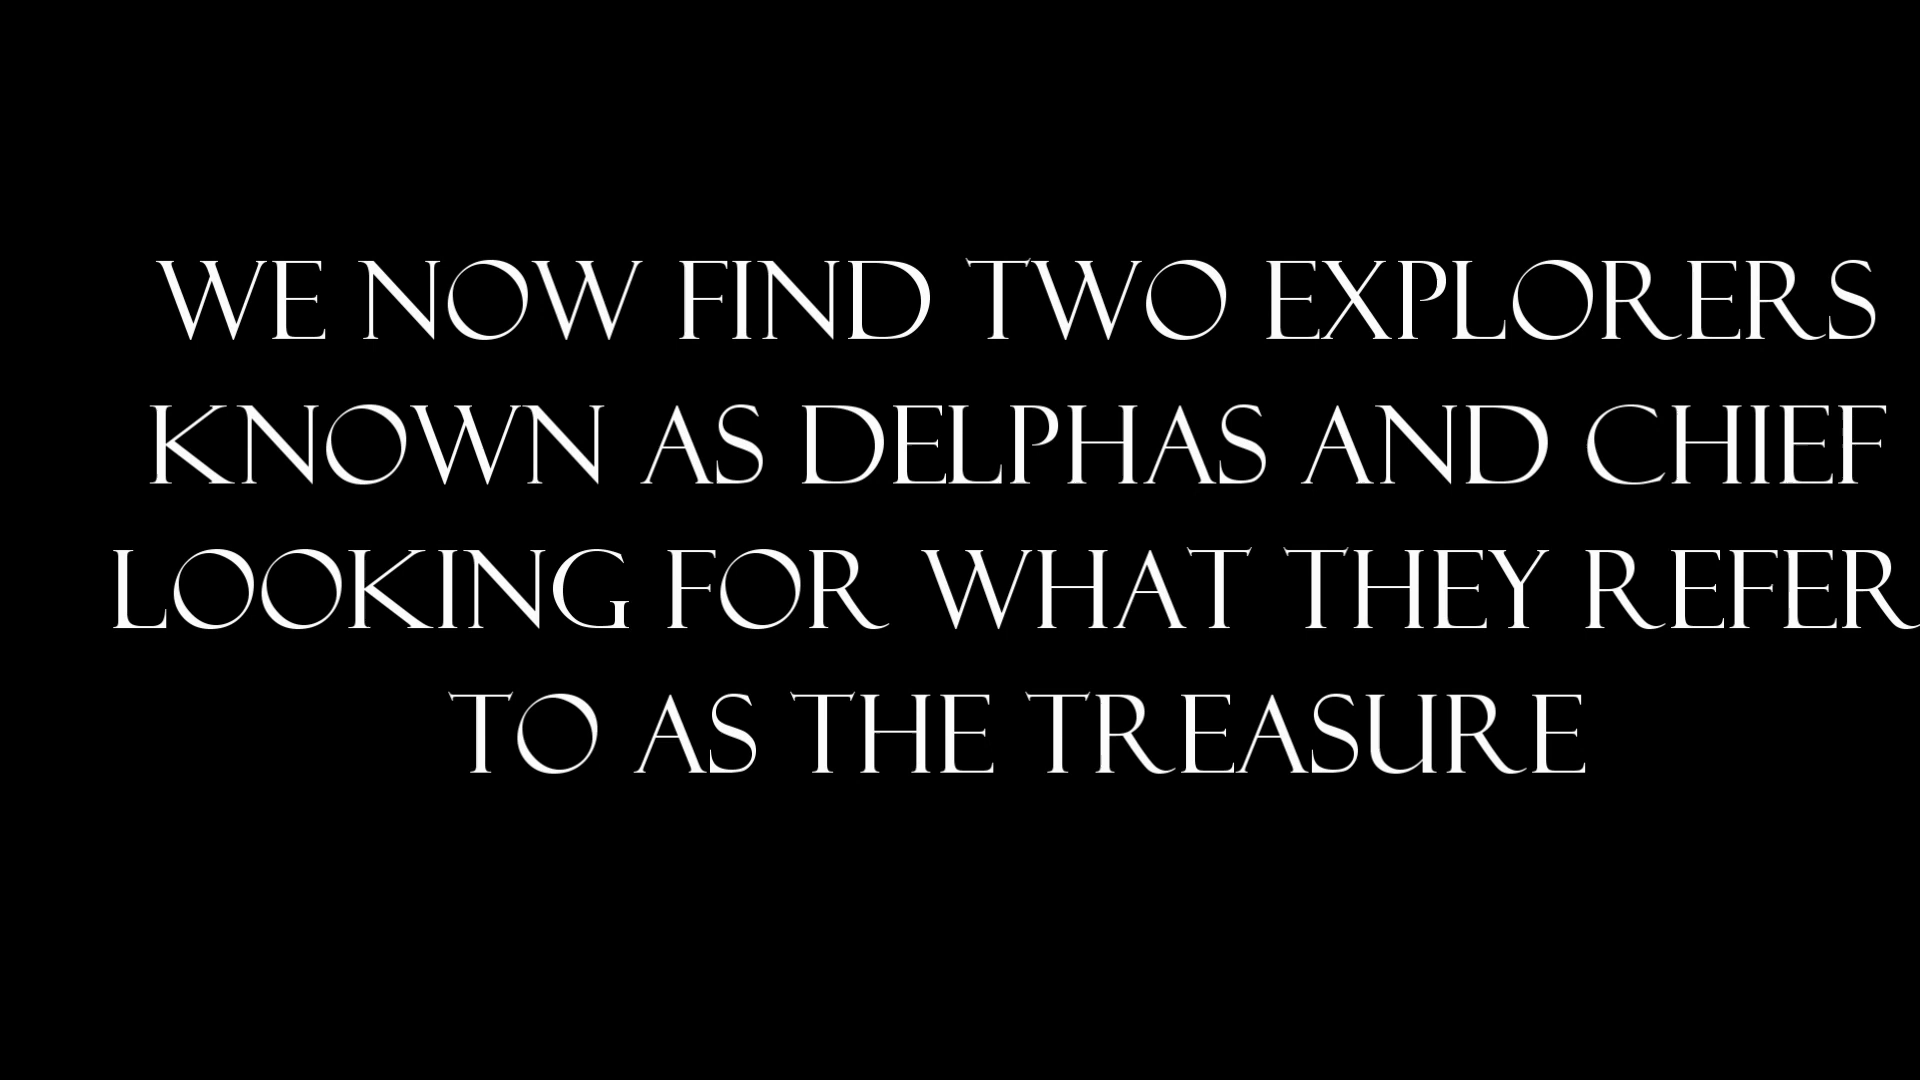 WE NOW FIND TWO EXPLORERS
KNOWN AS DELPHAS AND CHIEF
LOOKING FOR WHAT THEY REFER
TO AS THE TREASURE